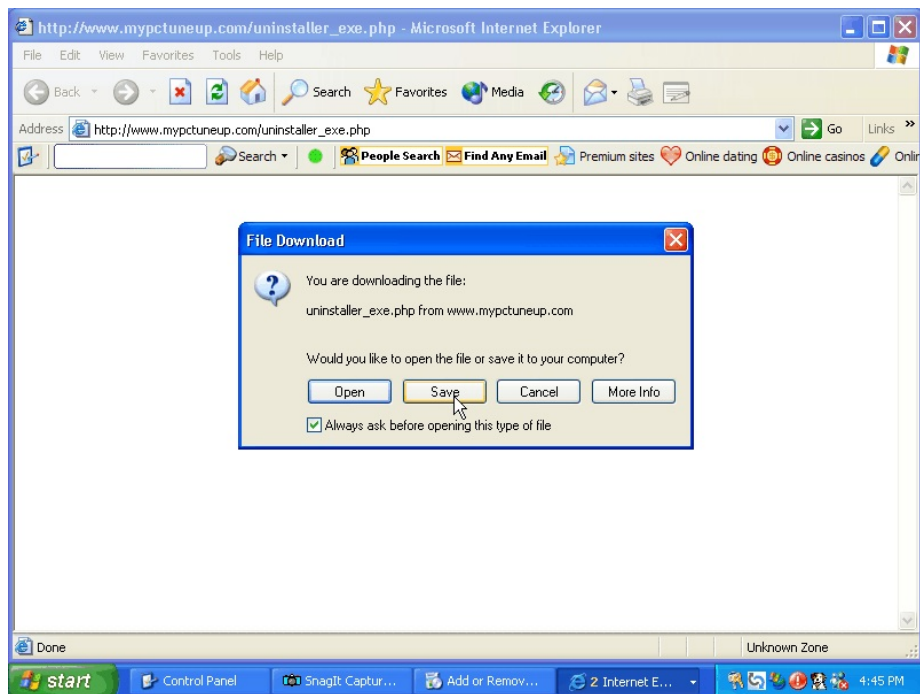 http://www.mypctuneup.com/uninstaller_exe.php - Microsoft Internet Explorer
File Edit View Favorites Tools Help
Back Search Favorites Media
Address http://www.mypctuneup.com/uninstaller_exe.php Go Links »
Search People Search Find Any Email Premium sites Online dating Online casinos Onlin
File Download
You are downloading the file:
uninstaller_exe.php from www.mypctuneup.com
Would you like to open the file or save it to your computer?
Open Save Cancel More Info
Always ask before opening this type of file
Done Unknown Zone
start Control Panel SnagIt Captur... Add or Remov... 2 Internet E... 4:45 PM